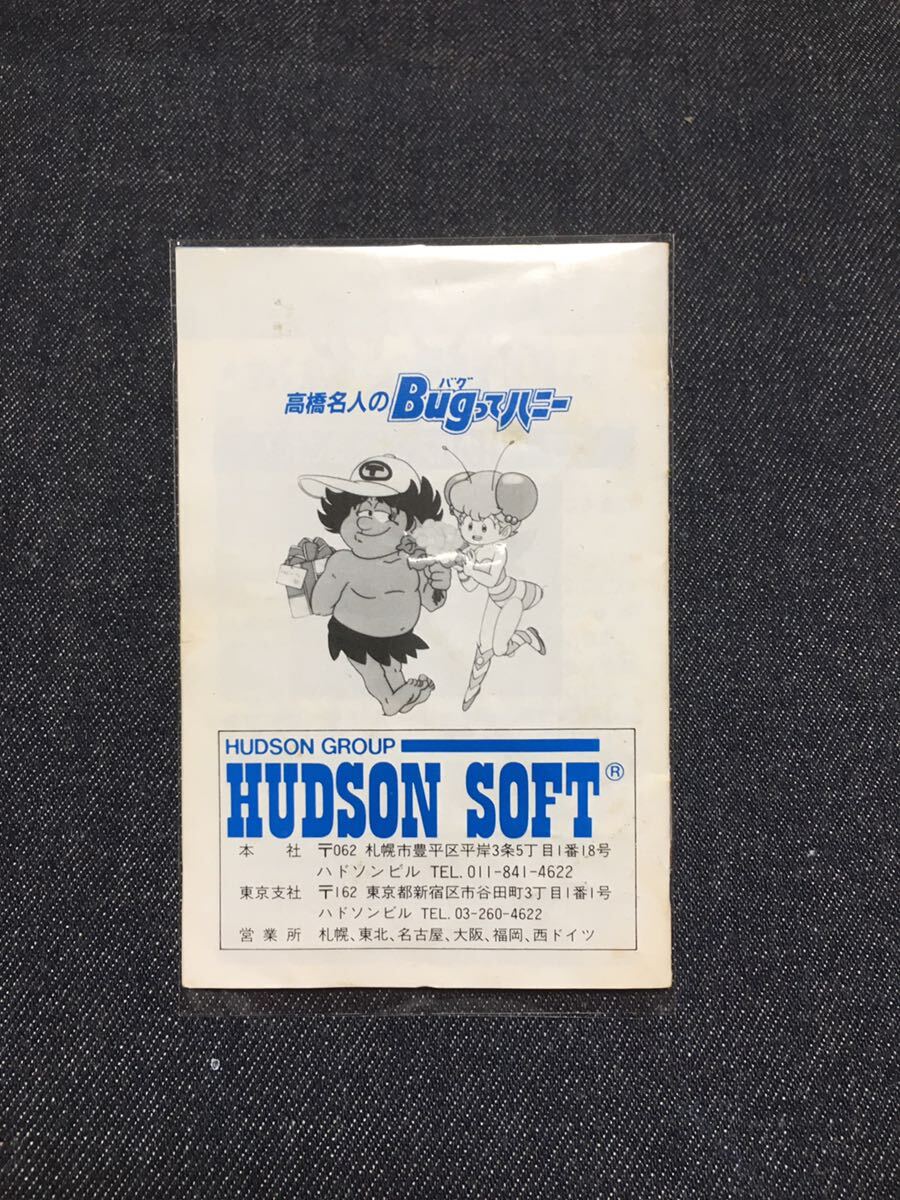 バグ
高橋名人のBugってハニー
T
HUDSON GROUP
HUDSON SOFT®
本社 〒062 札幌市豊平区平岸3条5丁目1番18号
ハドソンビル TEL. 011-841-4622
東京支社 〒162 東京都新宿区市谷田町3丁目1番1号
ハドソンビル TEL. 03-260-4622
営業所 札幌、東北、名古屋、大阪、福岡、西ドイツ